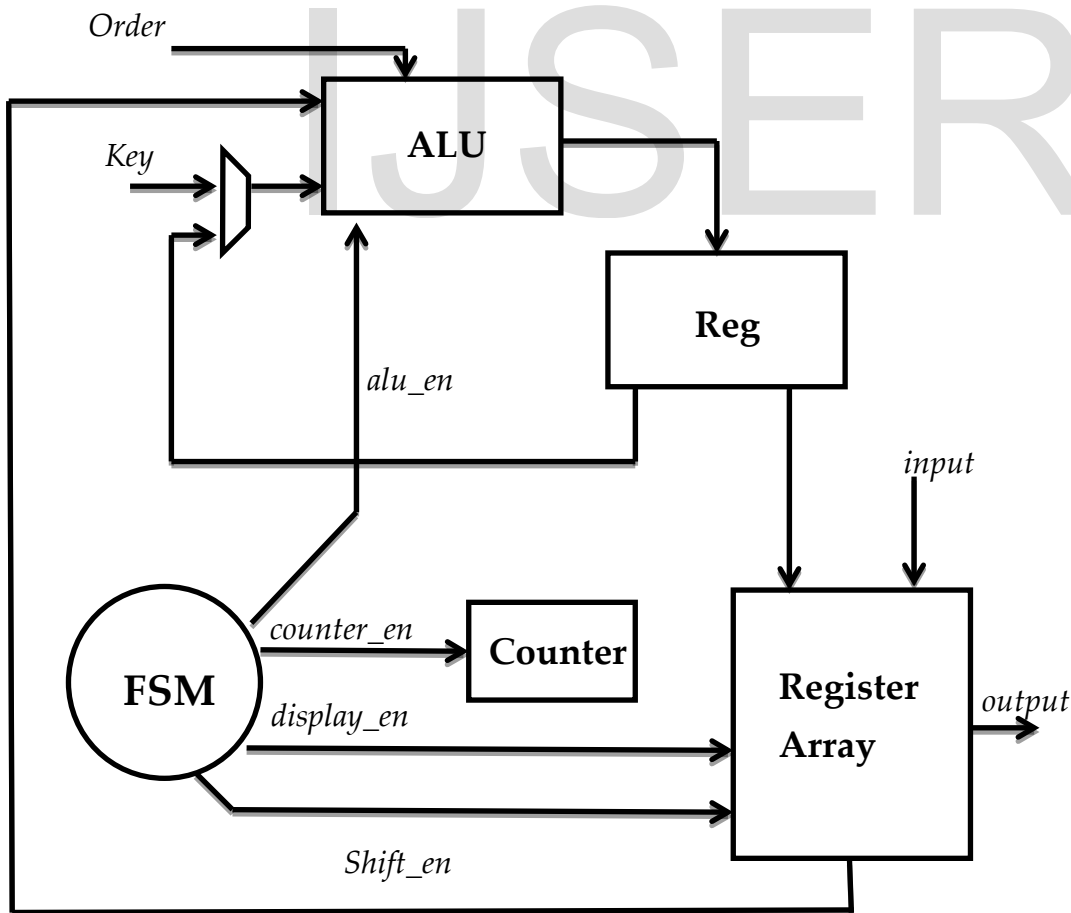 IJSER
Order
ALU
Key
Reg
alu_en
input
counter_en
Counter
FSM
display_en
Register
Array
output
Shift_en